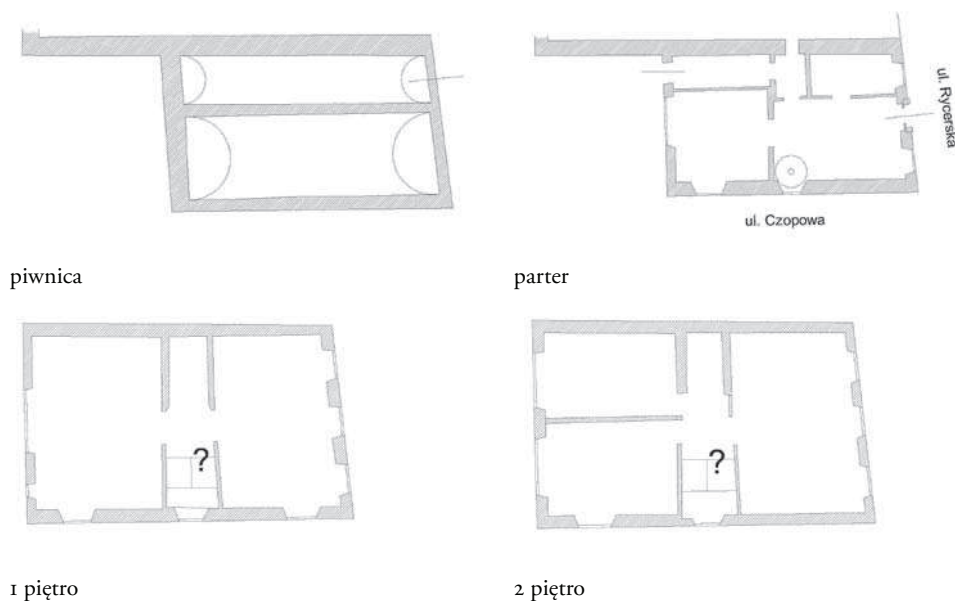 ul. Rycerska
ul. Czopowa
piwnica
parter
?
?
1 piętro
2 piętro